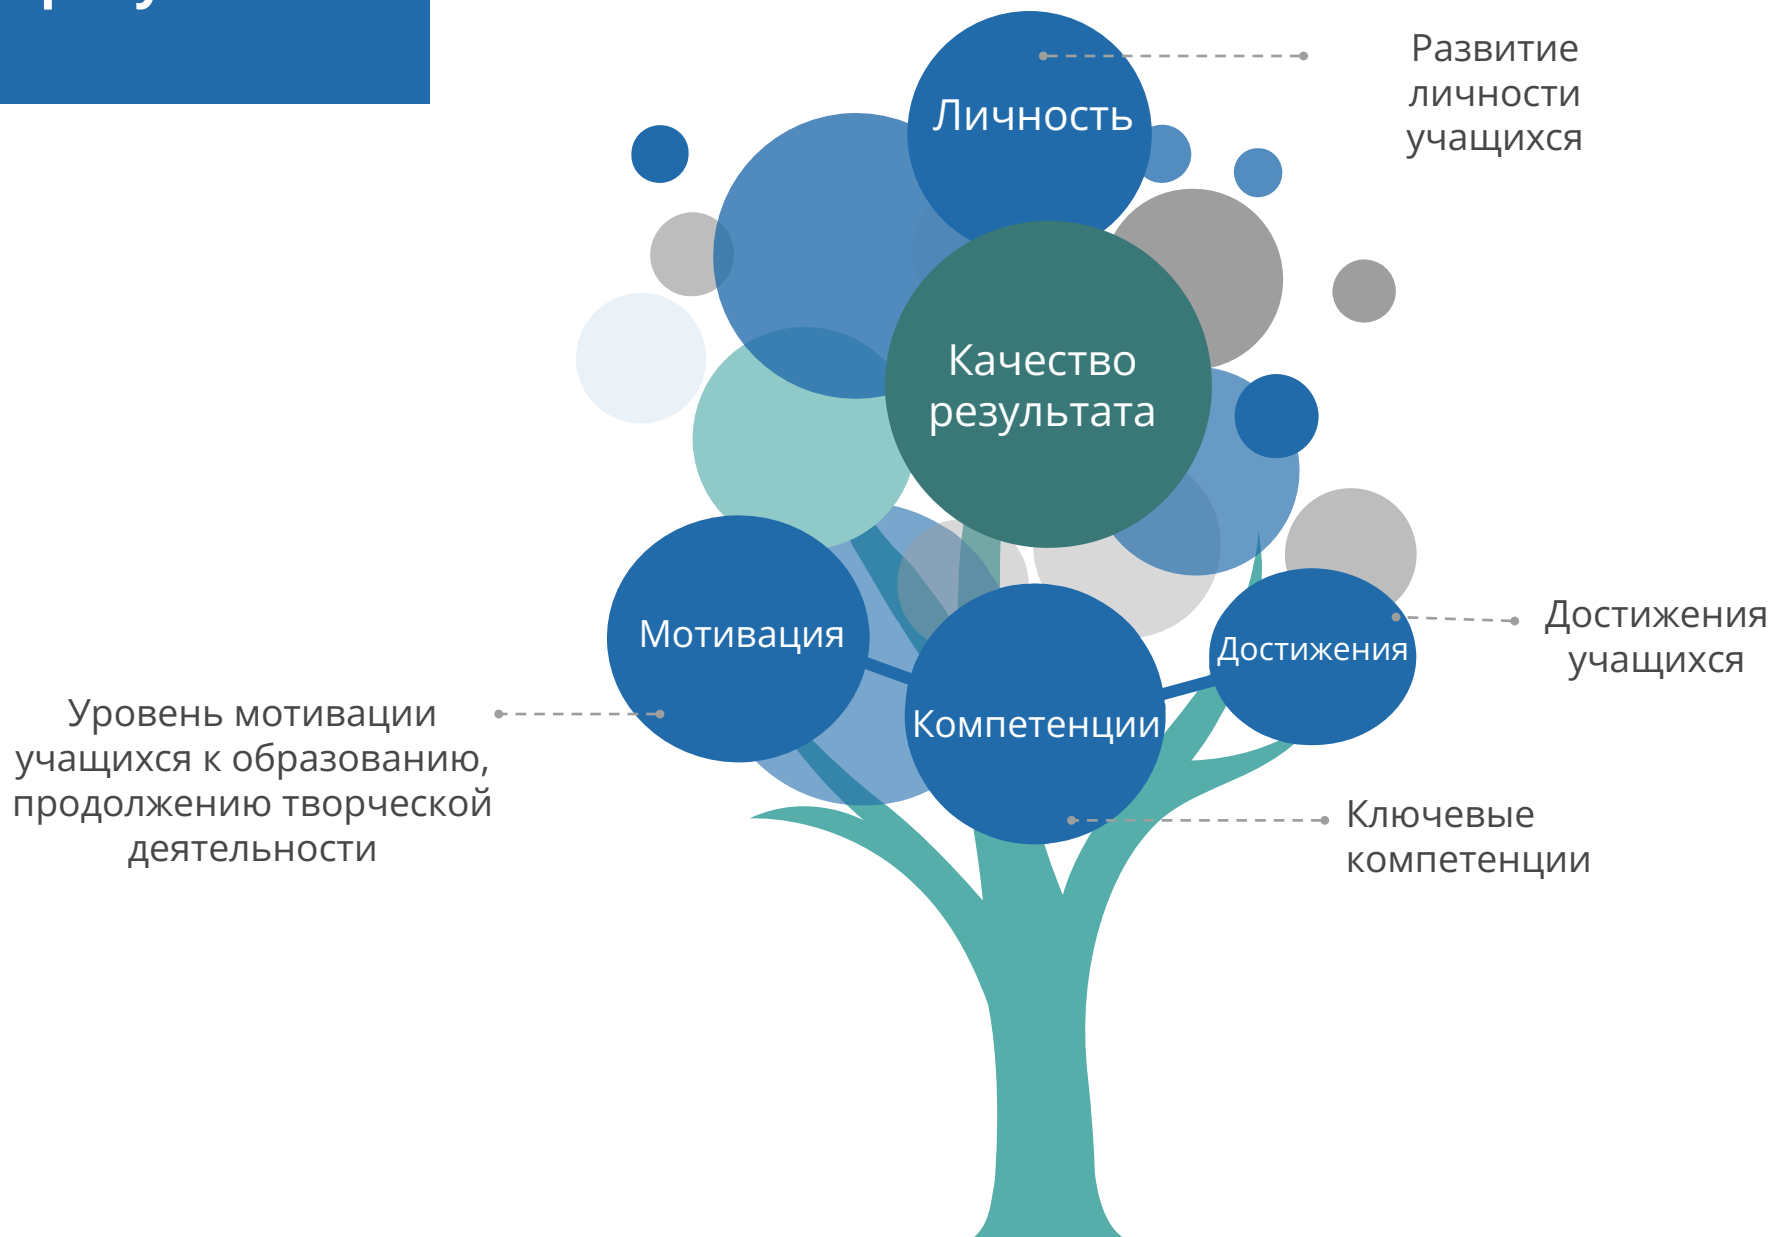 Развитие
личности
учащихся
Личность
Качество
результата
Мотивация
Достижения
Достижения
учащихся
Уровень мотивации
учащихся к образованию,
продолжению творческой
деятельности
Компетенции
Ключевые
компетенции